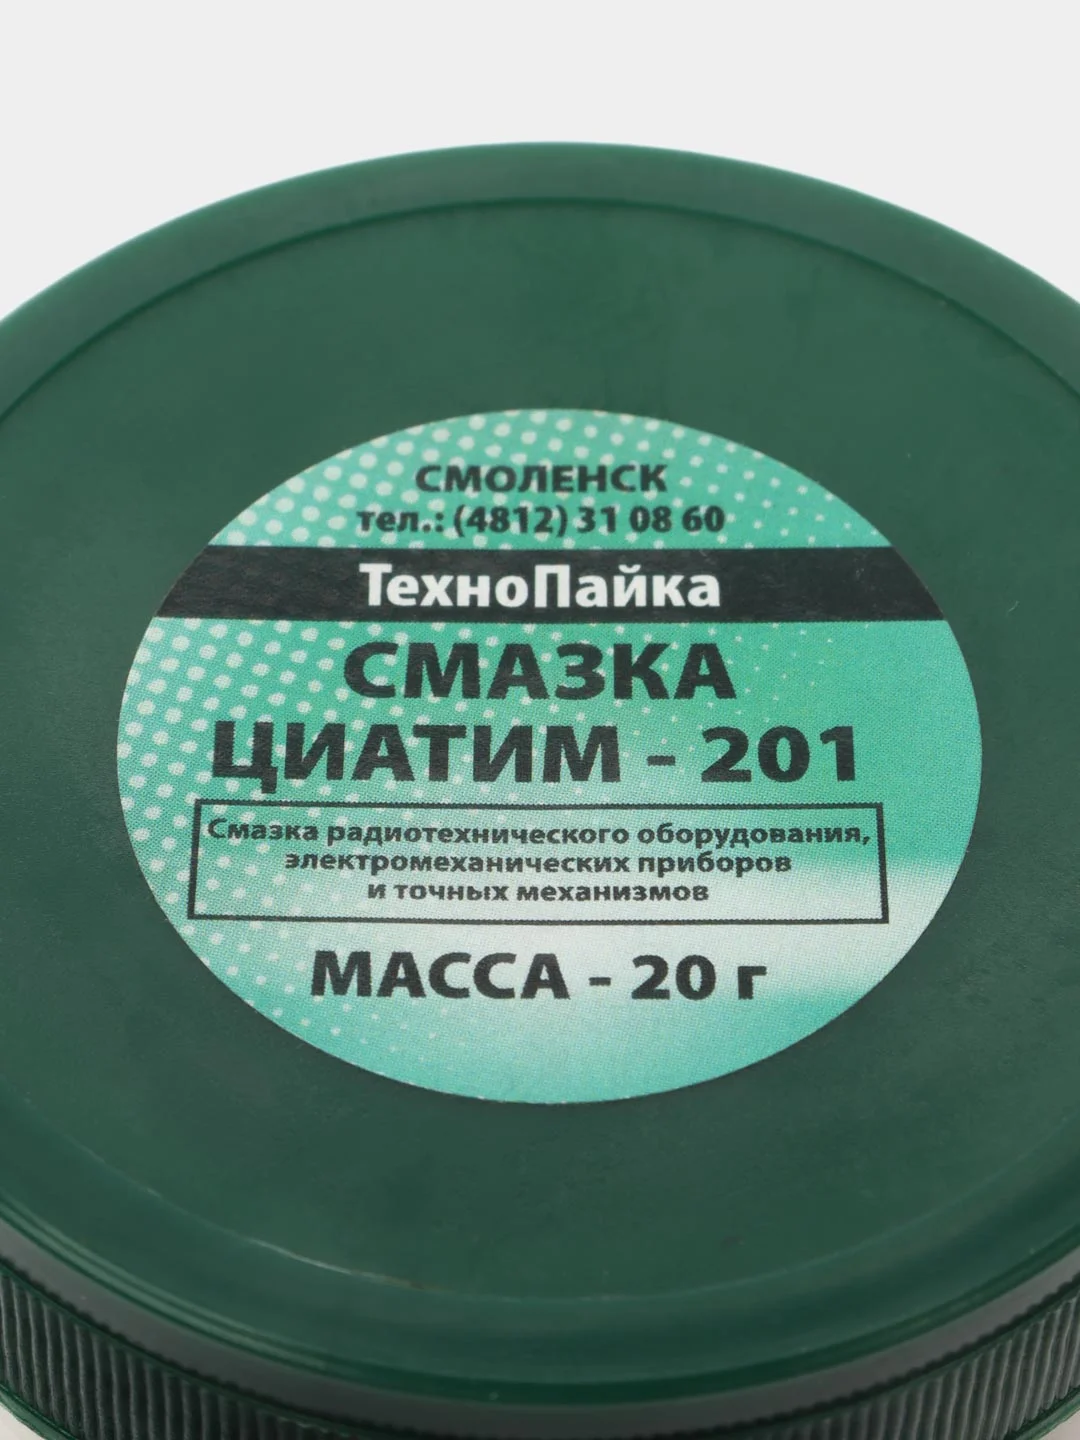 СМОЛЕНСК
тел.: (4812) 31 08 60
ТехноПайка
СМАЗКА
ЦИАТИМ - 201
Смазка радиотехнического оборудования,
электромеханических приборов
и точных механизмов
МАССА - 20 г